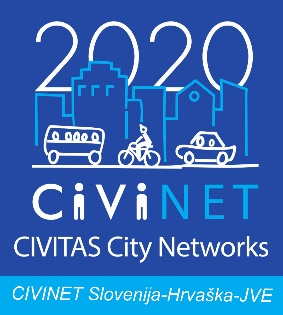 2020
CiViNET
CIVITAS City Networks
CIVINET Slovenija-Hrvaška-JVE